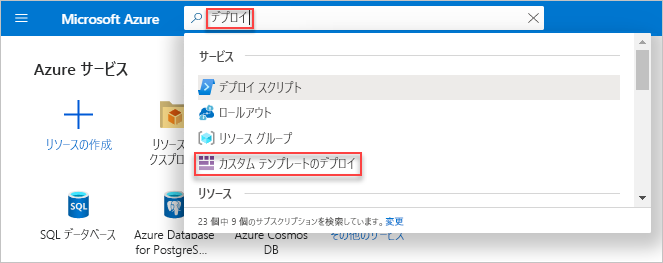 Microsoft Azure
デプロイ
Azure サービス
リソースの作成
リソース
クスプロ
SQL データベース
Azure Database
for PostgreS...
Azure Cosmos
DB
その他のサービス
サービス
デプロイ スクリプト
ロールアウト
リソース グループ
カスタム テンプレートのデプロイ
リソース
23 個中 9 個のサブスクリプションを検索しています。変更